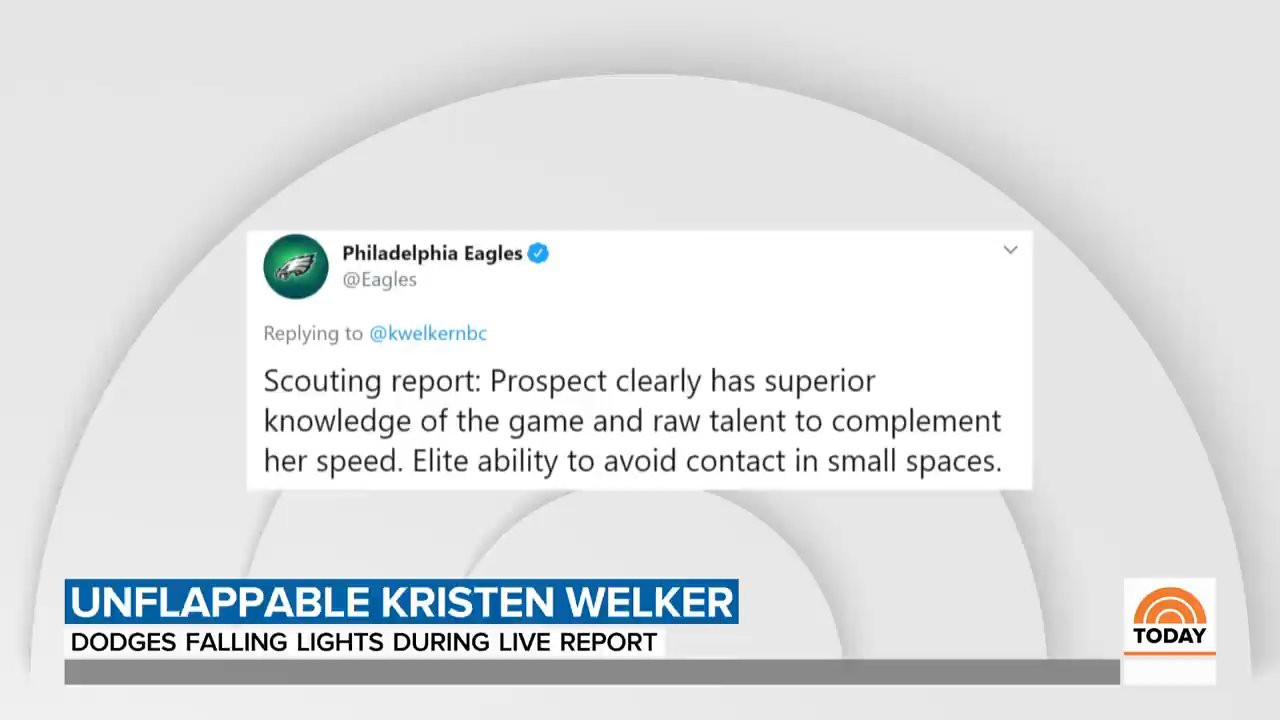 Philadelphia Eagles
@Eagles
Replying to @kwelkernbc
Scouting report: Prospect clearly has superior
knowledge of the game and raw talent to complement
her speed. Elite ability to avoid contact in small spaces.
UNFLAPPABLE KRISTEN WELKER
DODGES FALLING LIGHTS DURING LIVE REPORT
TODAY